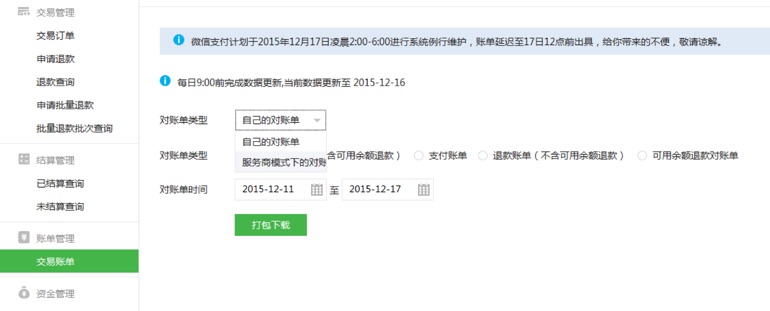 交易管理
交易订单
申请退款
退款查询
申请批量退款
批量退款批次查询
结算管理
已结算查询
未结算查询
账单管理
交易账单
资金管理
微信支付计划于2015年12月17日凌晨2:00-6:00进行系统例行维护，账单延迟至17日12点前出具，给你带来的不便，敬请谅解。
每日9:00前完成数据更新,当前数据更新至 2015-12-16
对账单类型 自己的对账单
自己的对账单
服务商模式下的对账
对账单类型 含可用余额退款） 支付账单 退款账单（不含可用余额退款） 可用余额退款对账单
对账单时间 2015-12-11 至 2015-12-17
打包下载